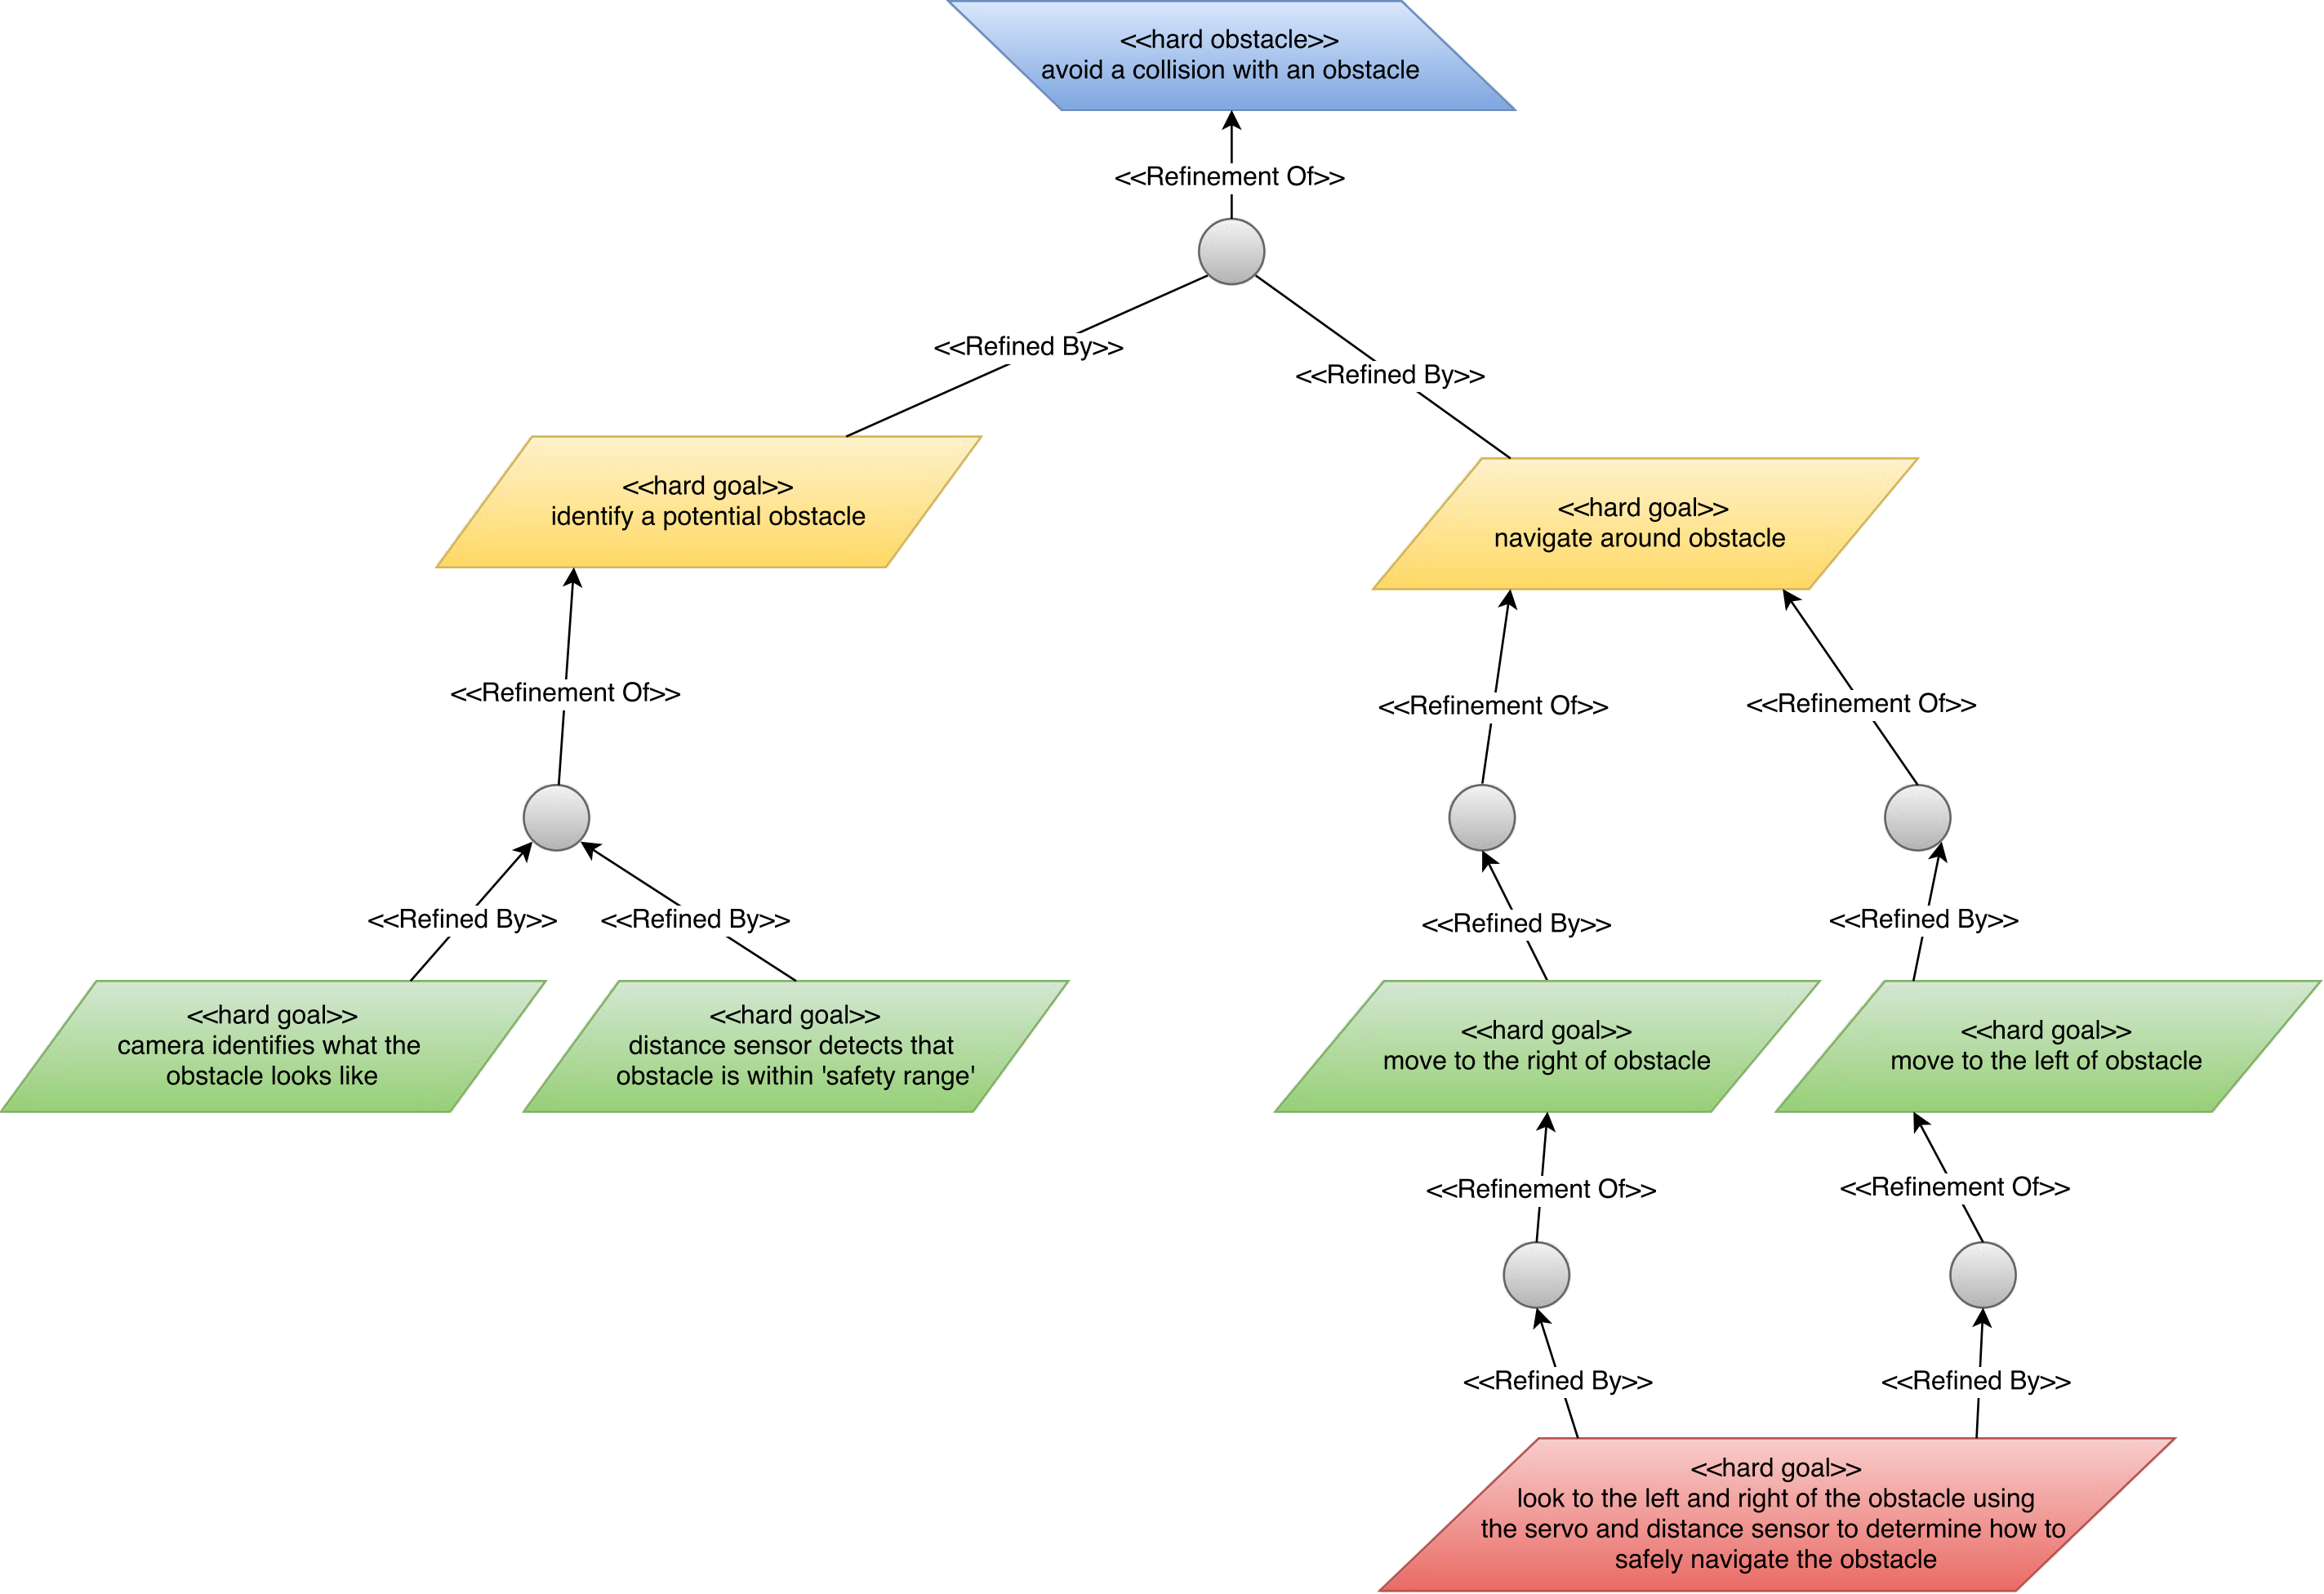 <<hard obstacle>>
avoid a collision with an obstacle
<<Refinement Of>>
<<Refined By>>
<<Refined By>>
<<hard goal>>
identify a potential obstacle
<<hard goal>>
navigate around obstacle
<<Refinement Of>>
<<Refinement Of>>
<<Refinement Of>>
<<Refined By>>
<<Refined By>>
<<Refined By>>
<<Refined By>>
<<hard goal>>
camera identifies what the
obstacle looks like
<<hard goal>>
distance sensor detects that
obstacle is within 'safety range'
<<hard goal>>
move to the right of obstacle
<<hard goal>>
move to the left of obstacle
<<Refinement Of>>
<<Refinement Of>>
<<Refined By>>
<<Refined By>>
<<hard goal>>
look to the left and right of the obstacle using
the servo and distance sensor to determine how to
safely navigate the obstacle